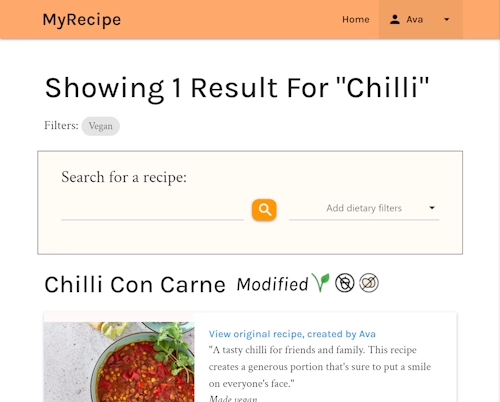 MyRecipe
Home
Ava
Showing 1 Result For "Chilli"
Filters: Vegan
Search for a recipe:
Add dietary filters
Chilli Con Carne Modified
View original recipe, created by Ava
"A tasty chilli for friends and family. This recipe
creates a generous portion that's sure to put a smile
on everyone's face."
Made vegan